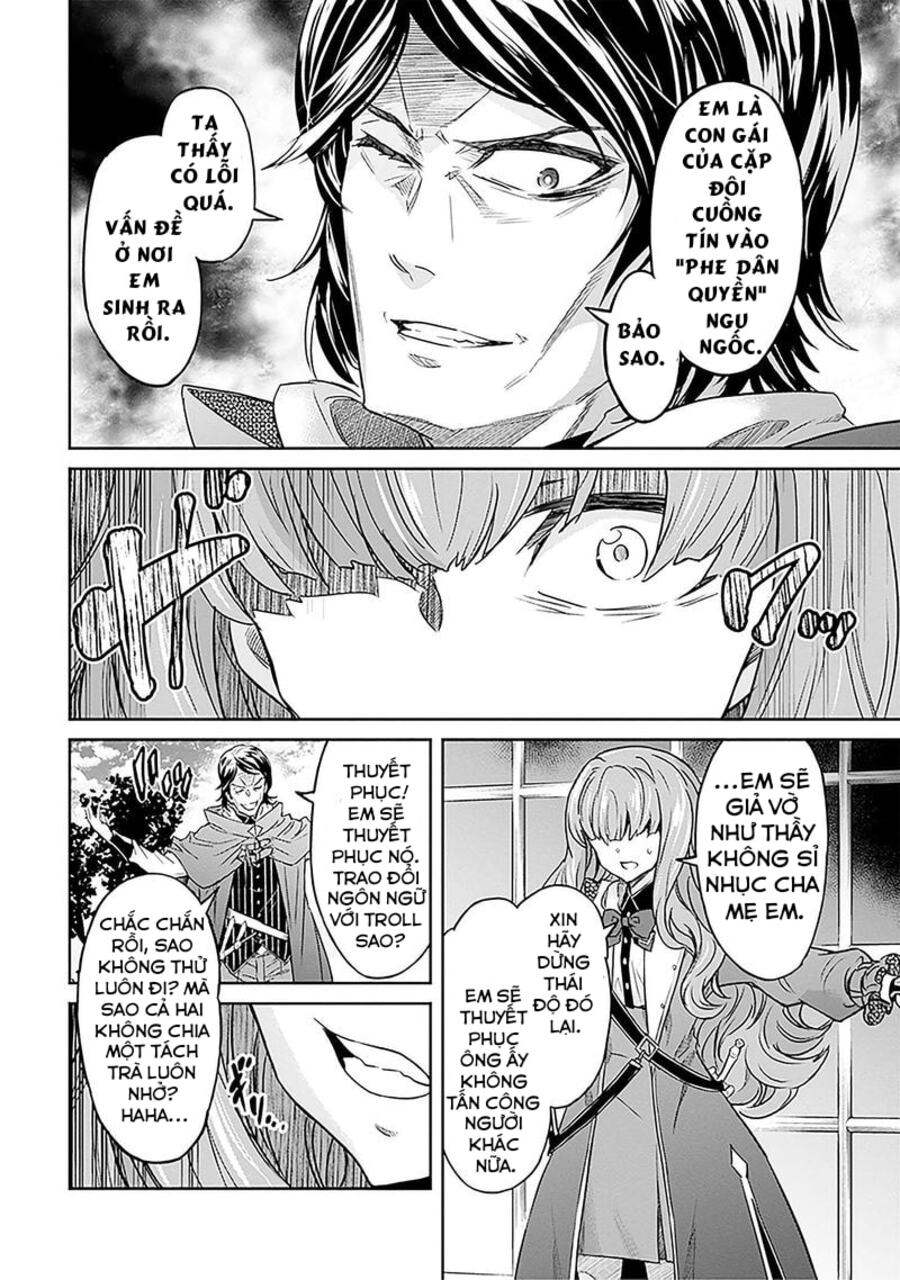 EM LÀ
CON GÁI
CỦA CẶP
ĐÔI
CUỒNG
TÍN VÀO
"PHE DÂN
QUYỀN"
NGU
NGỐC.
BẢO
SAO.
TA
THẤY
CÓ LỖI
QUÁ.
VẤN ĐỀ
Ở NƠI
EM
SINH RA
RỒI.
...EM SẼ
GIẢ VỜ
NHƯ THẦY
KHÔNG SỈ
NHỤC CHA
MẸ EM.
XIN
HÃY
DỪNG
THÁI
ĐỘ ĐÓ
LẠI.
EM SẼ
THUYẾT
PHỤC
ÔNG ẤY
KHÔNG
TẤN CÔNG
NGƯỜI
KHÁC
NỮA.
THUYẾT
PHỤC!
EM SẼ
THUYẾT
PHỤC NÓ.
TRAO ĐỔI
NGÔN NGỮ
VỚI TROLL
SAO?
CHẮC CHẮN
RỒI, SAO
KHÔNG THỬ
LUÔN ĐI? MÀ
SAO CẢ HAI
KHÔNG CHIA
MỘT TÁCH
TRÀ LUÔN
NHỞ?
HAHA...